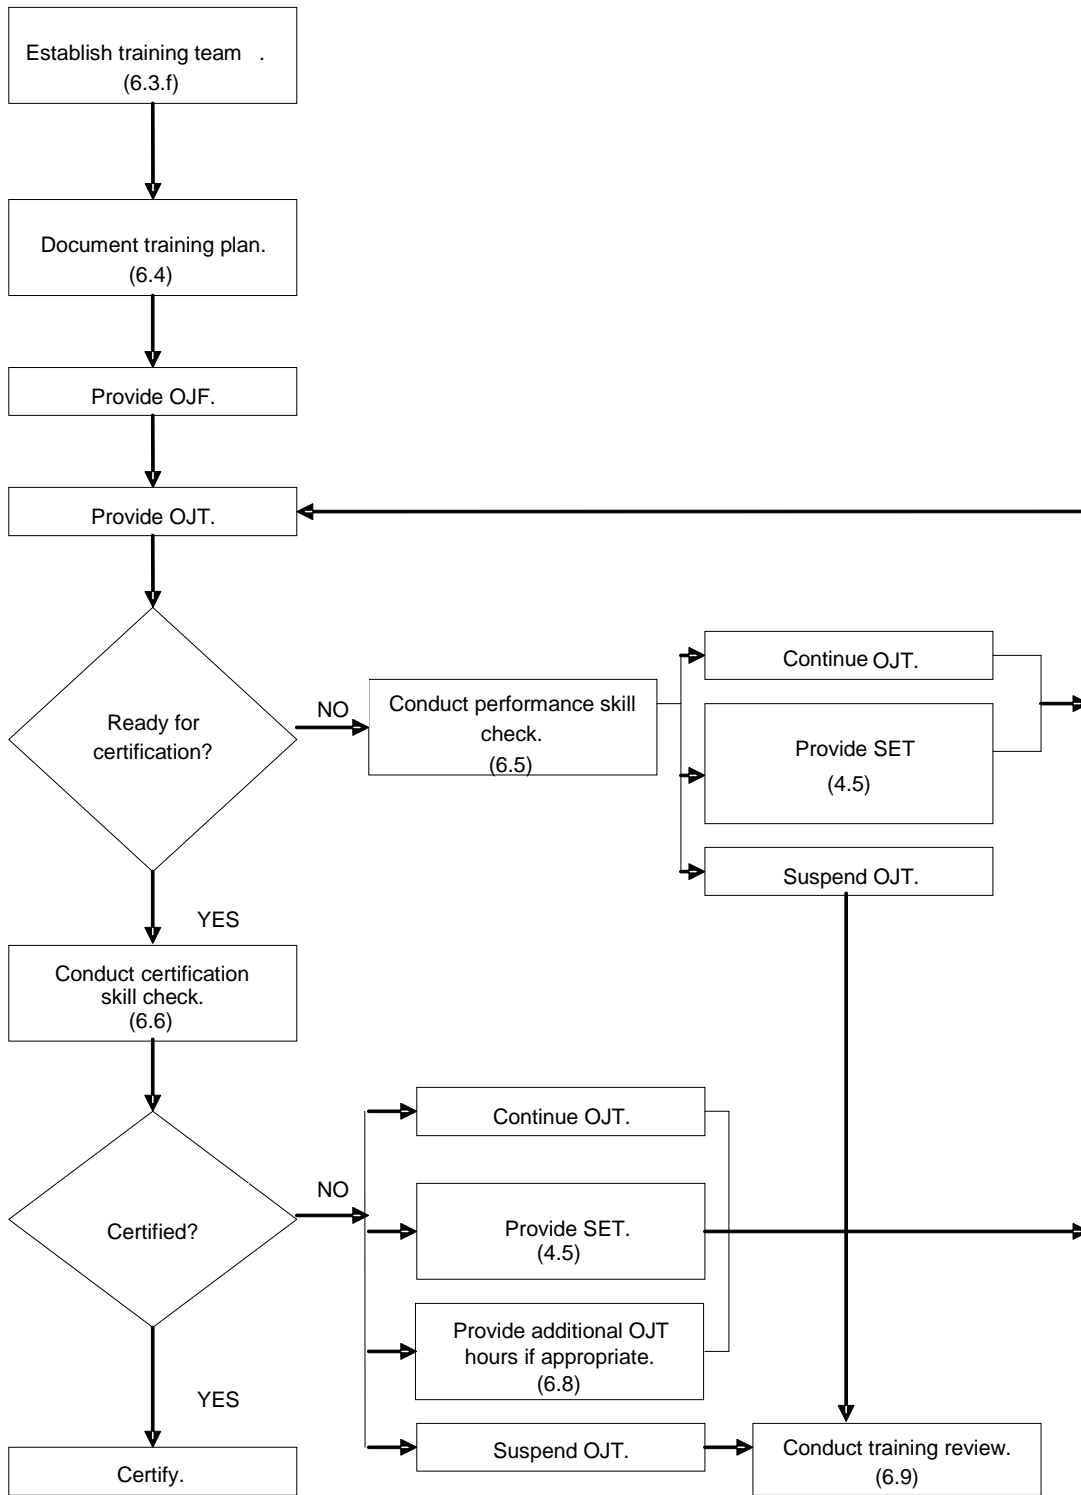 Establish training team .
(6.3.f)
Document training plan.
(6.4)
Provide OJF.
Provide OJT.
Ready for
certification?
NO
Conduct performance skill
check.
(6.5)
Continue OJT.
Provide SET
(4.5)
Suspend OJT.
YES
Conduct certification
skill check.
(6.6)
Certified?
NO
Continue OJT.
Provide SET.
(4.5)
Provide additional OJT
hours if appropriate.
(6.8)
Suspend OJT.
Conduct training review.
(6.9)
YES
Certify.